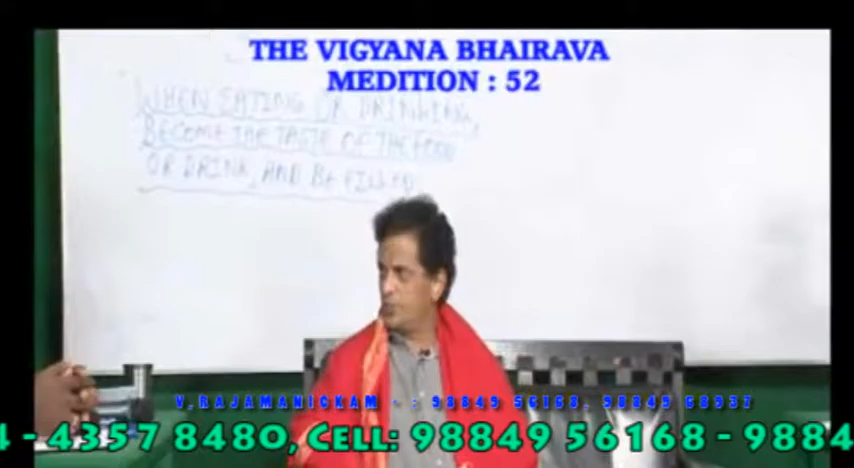 THE VIGYANA BHAIRAVA
MEDITION : 52
WHEN EATING OR DRINKING,
BECOME THE TASTE OF THE FOOD
OR DRINK, AND BE FILLED
V.RAJAMANICKAM - : 98849 56168, 98849 68937
4 - 4357 8480, CELL: 98849 56168 - 9884